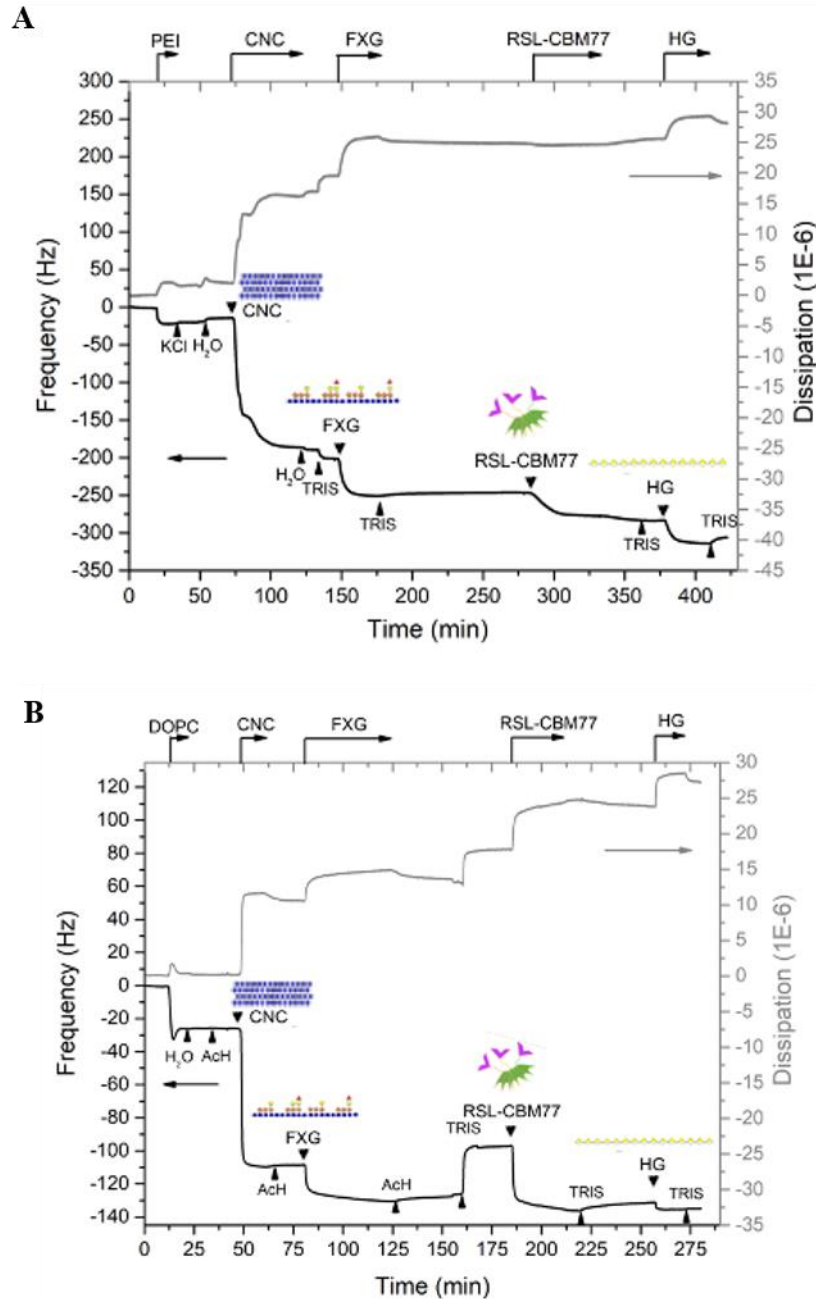 A
PEI CNC FXG RSL-CBM77 HG
300
250
200
150
100
50
0
-50
-100
-150
-200
-250
-300
-350
Frequency (Hz)
35
30
25
20
15
10
5
0
-5
-10
-15
-20
-25
-30
-35
-40
-45
Dissipation (1E-6)
CNC
KCl H₂O
FXG
H₂O
TRIS
TRIS
RSL-CBM77
HG
TRIS
TRIS
0 50 100 150 200 250 300 350 400
Time (min)
B
DOPC CNC FXG RSL-CBM77 HG
120
100
80
60
40
20
0
-20
-40
-60
-80
-100
-120
-140
Frequency (Hz)
30
25
20
15
10
5
0
-5
-10
-15
-20
-25
-30
-35
Dissipation (1E-6)
CNC
H₂O
AcH
FXG
AcH
AcH
TRIS
RSL-CBM77
TRIS
HG
TRIS
0 25 50 75 100 125 150 175 200 225 250 275
Time (min)